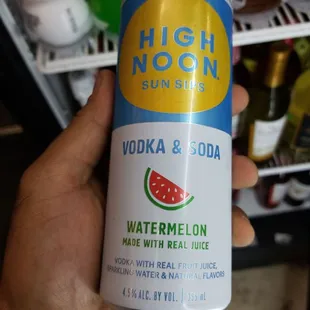 HIGH
NOON
SUN SIPS
VODKA & SODA
WATERMELON
MADE WITH REAL JUICE
VODKA WITH REAL FRUIT JUICE,
SPARKLING WATER & NATURAL FLAVORS
4.5% ALC. BY VOL.